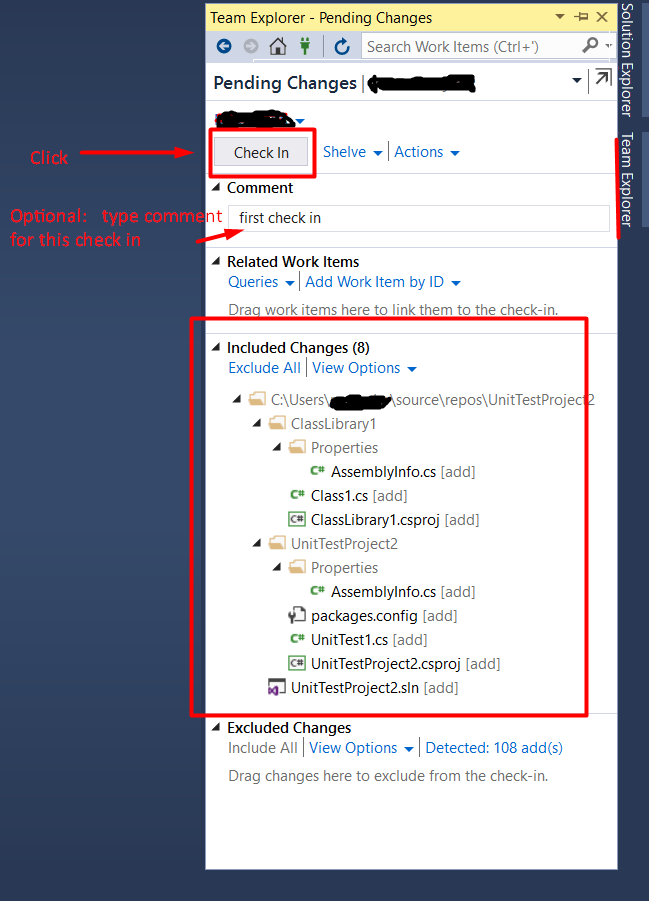 Team Explorer - Pending Changes
Search Work Items (Ctrl+')
Pending Changes |
Check In
Shelve
Actions
Click
Comment
first check in
Optional: type comment
for this check in
Related Work Items
Queries
Add Work Item by ID
Drag work items here to link them to the check-in.
Included Changes (8)
Exclude All
View Options
C:\Users\
\source\repos\UnitTestProject2
ClassLibrary1
Properties
C# AssemblyInfo.cs [add]
C# Class1.cs [add]
C# ClassLibrary1.csproj [add]
UnitTestProject2
Properties
C# AssemblyInfo.cs [add]
packages.config [add]
C# UnitTest1.cs [add]
C# UnitTestProject2.csproj [add]
UnitTestProject2.sln [add]
Excluded Changes
Include All
View Options
Detected: 108 add(s)
Drag changes here to exclude from the check-in.
Solution Explorer
Team Explorer